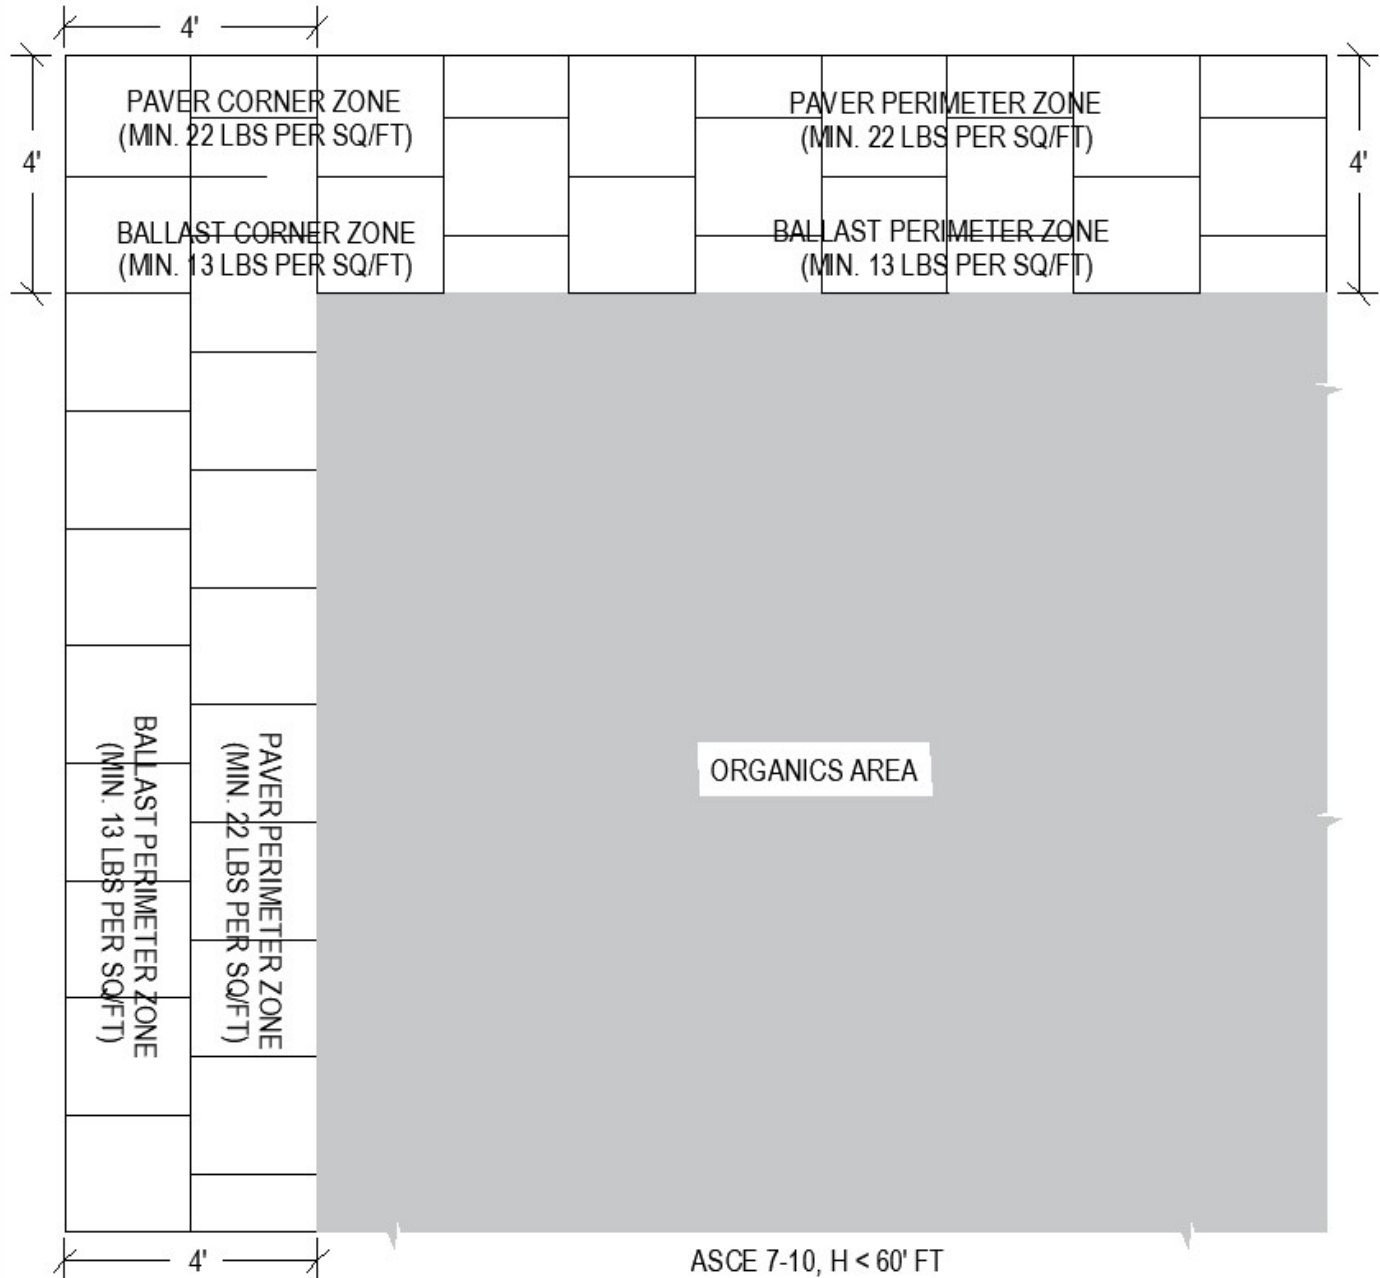 4'
PAVER CORNER ZONE
(MIN. 22 LBS PER SQ/FT)
PAVER PERIMETER ZONE
(MIN. 22 LBS PER SQ/FT)
4'
4'
BALLAST CORNER ZONE
(MIN. 13 LBS PER SQ/FT)
BALLAST PERIMETER ZONE
(MIN. 13 LBS PER SQ/FT)
BALLAST PERIMETER ZONE
(MIN. 13 LBS PER SQ/FT)
PAVER PERIMETER ZONE
(MIN. 22 LBS PER SQ/FT)
ORGANICS AREA
4'
ASCE 7-10, H < 60' FT